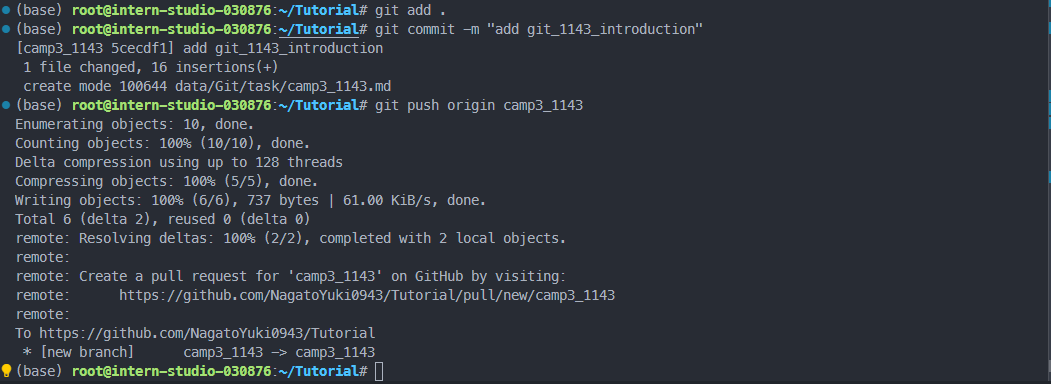 (base) root@intern-studio-030876:~/Tutorial# git add .
(base) root@intern-studio-030876:~/Tutorial# git commit -m "add git_1143_introduction"
[camp3_1143 5cecdf1] add git_1143_introduction
 1 file changed, 16 insertions(+)
 create mode 100644 data/Git/task/camp3_1143.md
(base) root@intern-studio-030876:~/Tutorial# git push origin camp3_1143
Enumerating objects: 10, done.
Counting objects: 100% (10/10), done.
Delta compression using up to 128 threads
Compressing objects: 100% (5/5), done.
Writing objects: 100% (6/6), 737 bytes | 61.00 KiB/s, done.
Total 6 (delta 2), reused 0 (delta 0)
remote: Resolving deltas: 100% (2/2), completed with 2 local objects.
remote:
remote: Create a pull request for 'camp3_1143' on GitHub by visiting:
remote:      https://github.com/NagatoYuki0943/Tutorial/pull/new/camp3_1143
remote:
To https://github.com/NagatoYuki0943/Tutorial
 * [new branch]      camp3_1143 -> camp3_1143
(base) root@intern-studio-030876:~/Tutorial#